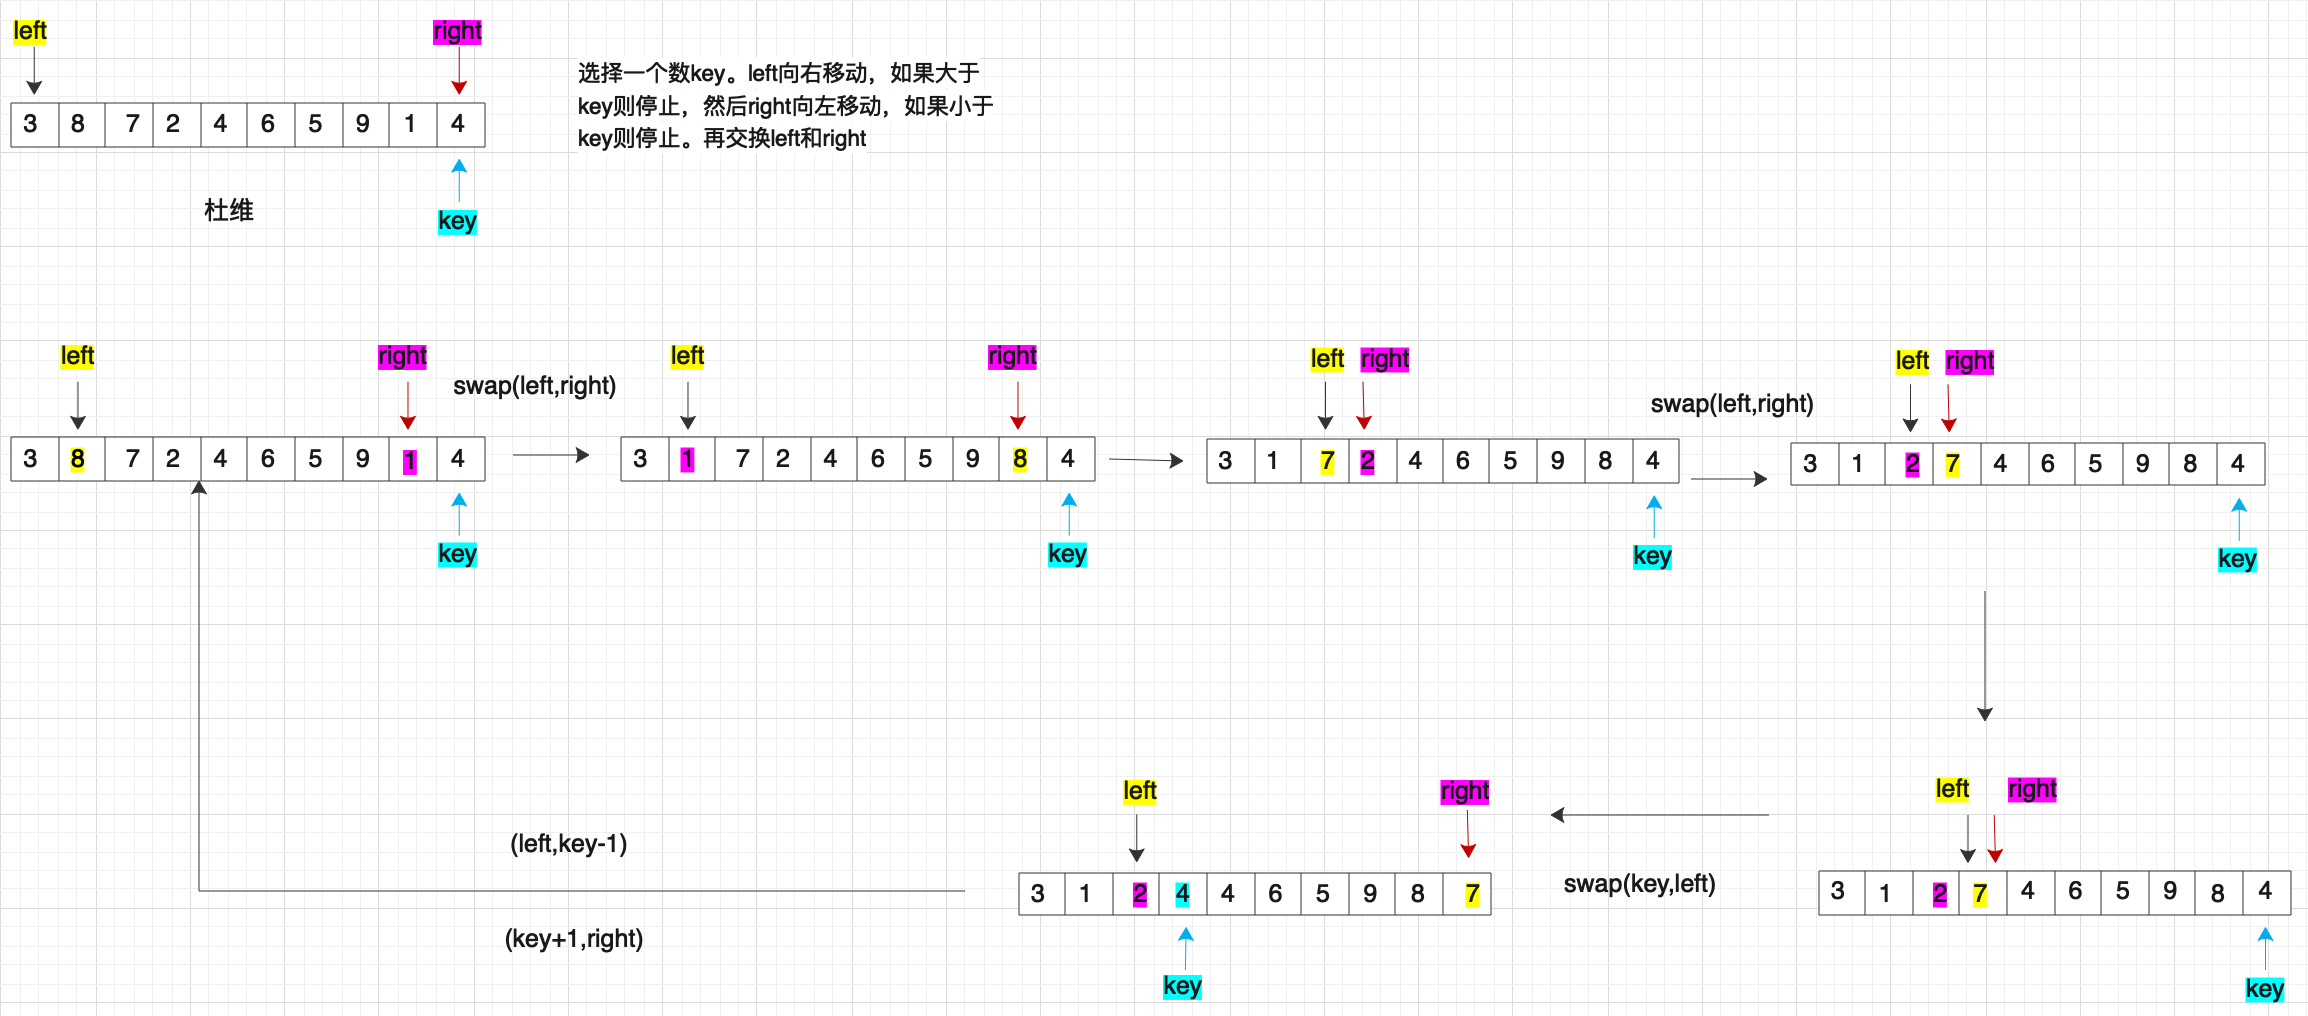 left
right
选择一个数key。left向右移动，如果大于
key则停止，然后right向左移动，如果小于
key则停止。再交换left和right
3 8 7 2 4 6 5 9 1 4
杜维
key
left
right
swap(left,right)
3 8 7 2 4 6 5 9 1 4
key
left
right
3 1 7 2 4 6 5 9 8 4
key
left
right
3 1 7 2 4 6 5 9 8 4
key
swap(left,right)
left
right
3 1 2 7 4 6 5 9 8 4
key
left
right
3 1 2 7 4 6 5 9 8 4
key
swap(key,left)
left
right
3 1 2 4 4 6 5 9 8 7
key
(left,key-1)
(key+1,right)